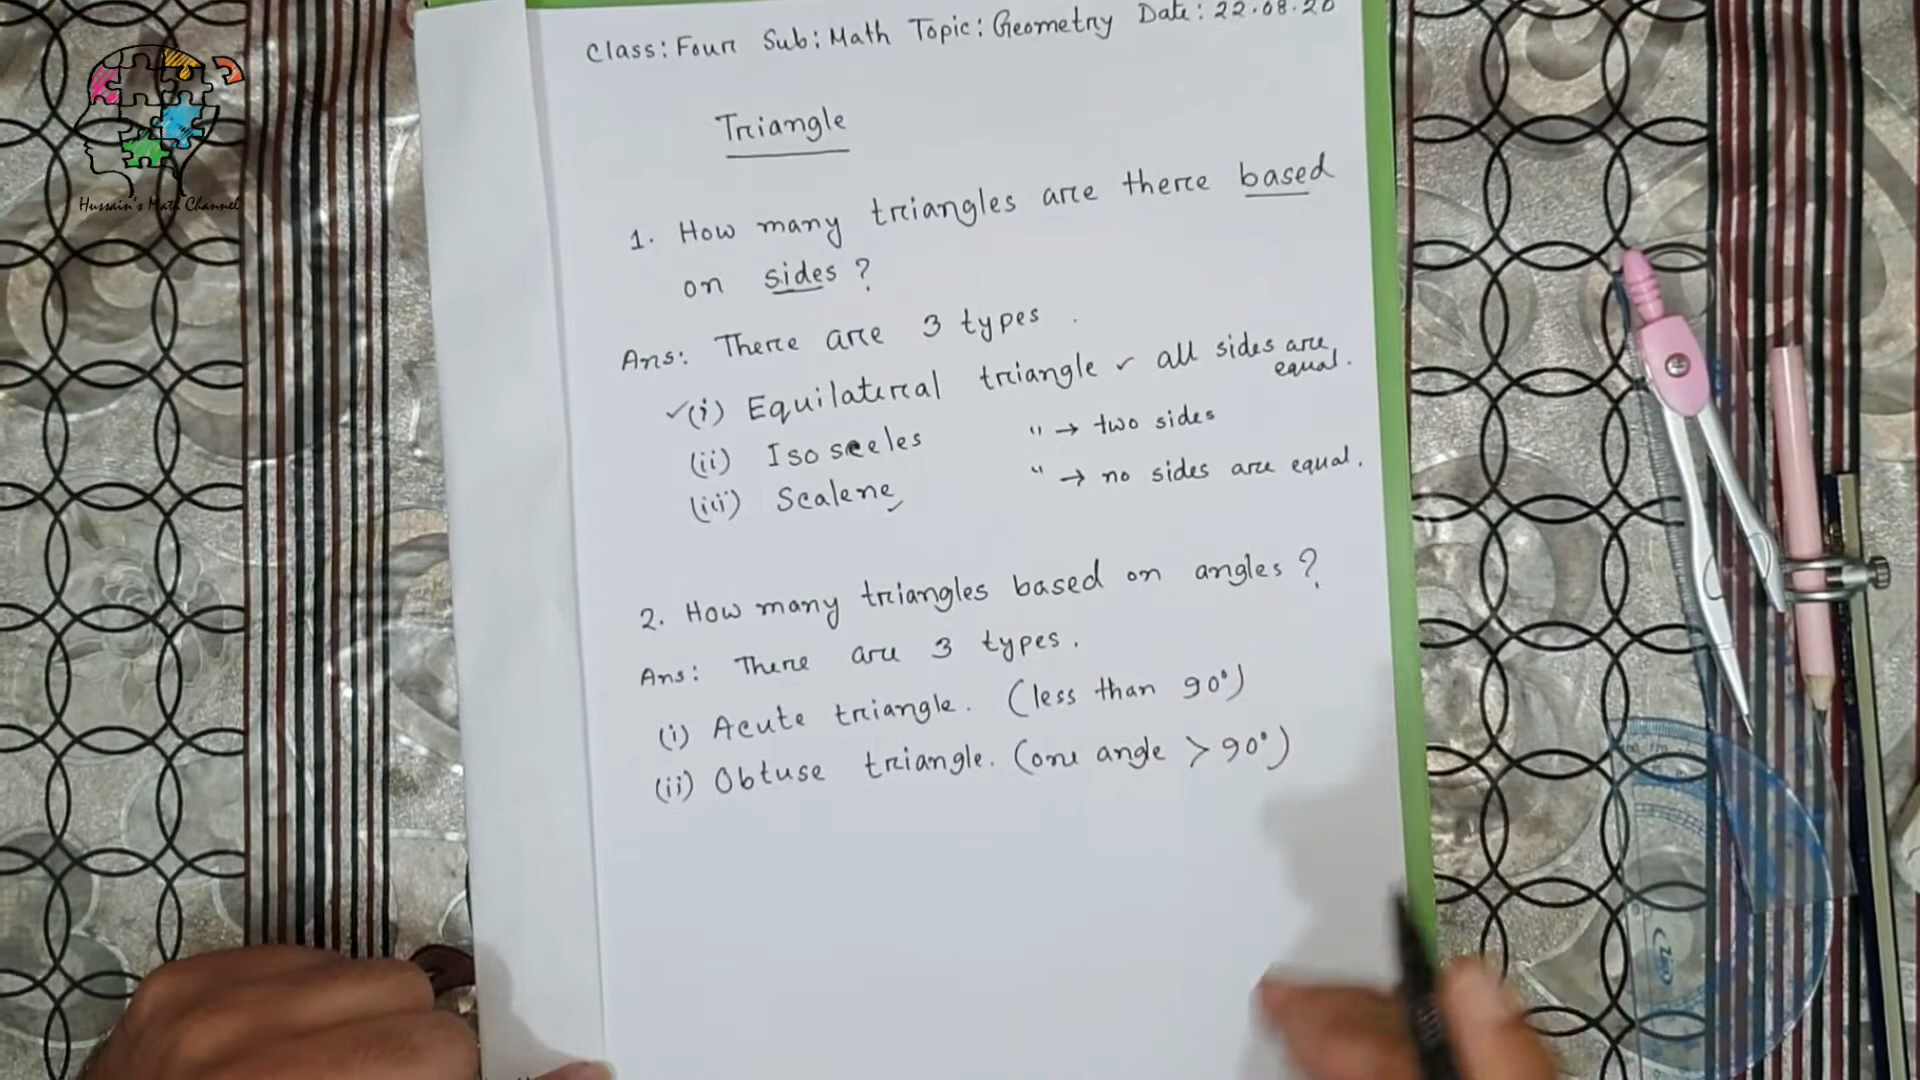 Class: Four Sub: Math Topic: Geometry Date: 22.08.20
Triangle
1. How many triangles are there based
on sides ?
Ans: There are 3 types .
(i) Equilateral triangle ✓ all sides are
equal.
(ii) Isosceles " → two sides
(iii) Scalene " → no sides are equal.
2. How many triangles based on angles ?
Ans: There are 3 types .
(i) Acute triangle. (less than 90°)
(ii) Obtuse triangle. (one angle > 90°)
Hussain's Math Channel